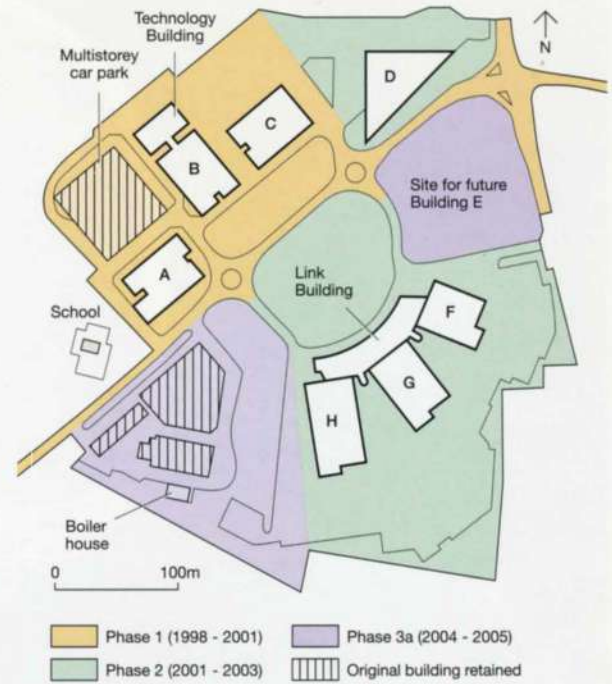 Technology
Building
Multistorey
car park
N
D
C
B
Site for future
Building E
A
Link
Building
School
F
G
H
Boiler
house
0 100m
Phase 1 (1998 - 2001)
Phase 3a (2004 - 2005)
Phase 2 (2001 - 2003)
Original building retained